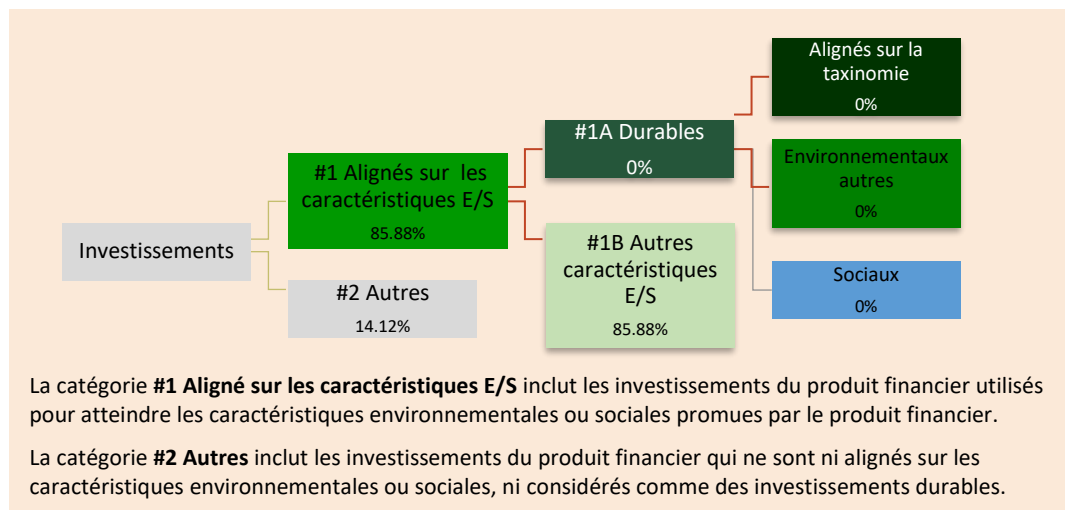 Investissements
#1 Alignés sur les
caractéristiques E/S
85.88%
#2 Autres
14.12%
#1A Durables
0%
#1B Autres
caractéristiques
E/S
85.88%
Alignés sur la
taxinomie
0%
Environnementaux
autres
0%
Sociaux
0%
La catégorie #1 Aligné sur les caractéristiques E/S inclut les investissements du produit financier utilisés
pour atteindre les caractéristiques environnementales ou sociales promues par le produit financier.
La catégorie #2 Autres inclut les investissements du produit financier qui ne sont ni alignés sur les
caractéristiques environnementales ou sociales, ni considérés comme des investissements durables.